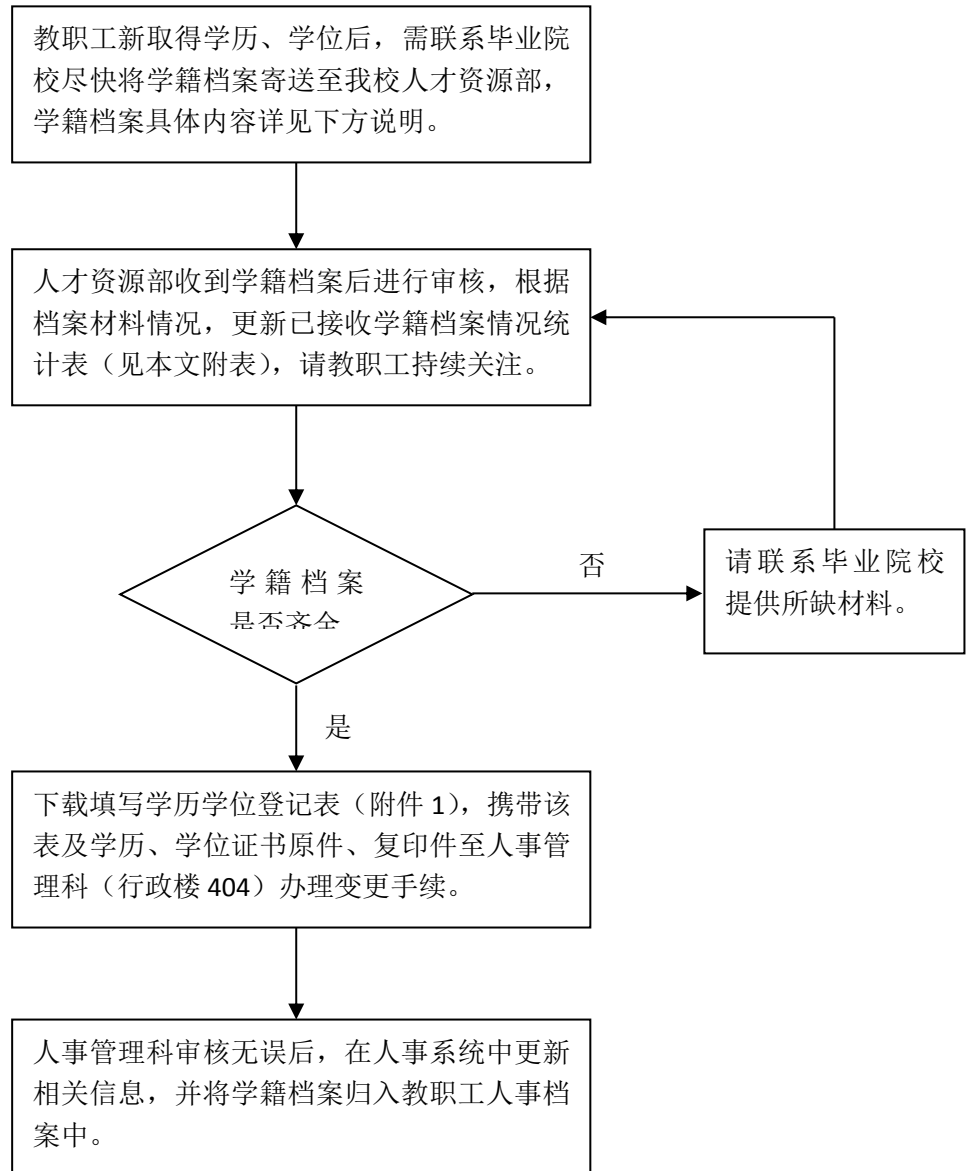 教职工新取得学历、学位后，需联系毕业院
校尽快将学籍档案寄送至我校人才资源部，
学籍档案具体内容详见下方说明。
人才资源部收到学籍档案后进行审核，根据
档案材料情况，更新已接收学籍档案情况统
计表（见本文附表），请教职工持续关注。
学籍档案
是否齐全
否
请联系毕业院校
提供所缺材料。
是
下载填写学历学位登记表（附件1），携带该
表及学历、学位证书原件、复印件至人事管
理科（行政楼404）办理变更手续。
人事管理科审核无误后，在人事系统中更新
相关信息，并将学籍档案归入教职工人事档
案中。